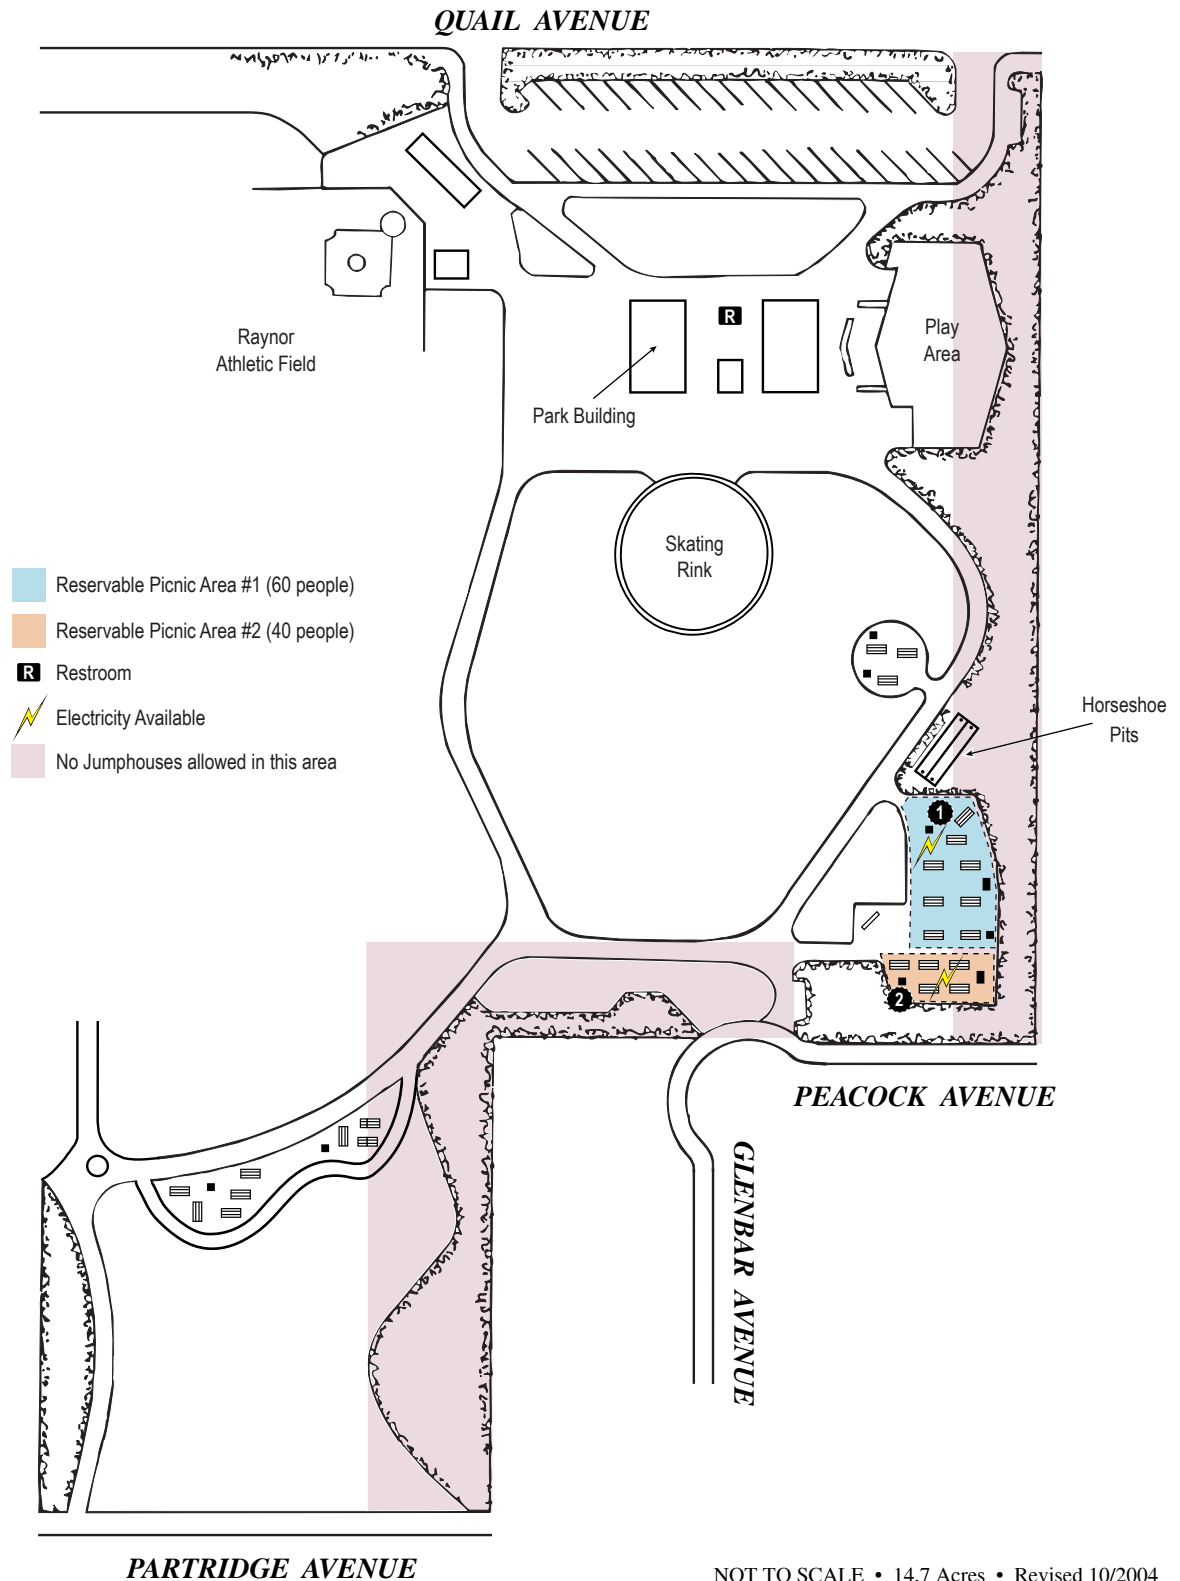 QUAIL AVENUE
Raynor
Athletic Field
R
Play
Area
Park Building
Skating
Rink
Reservable Picnic Area #1 (60 people)
Reservable Picnic Area #2 (40 people)
R Restroom
Electricity Available
No Jumphouses allowed in this area
Horseshoe
Pits
1
2
PEACOCK AVENUE
GLENBAR AVENUE
PARTRIDGE AVENUE
NOT TO SCALE • 14.7 Acres • Revised 10/2004